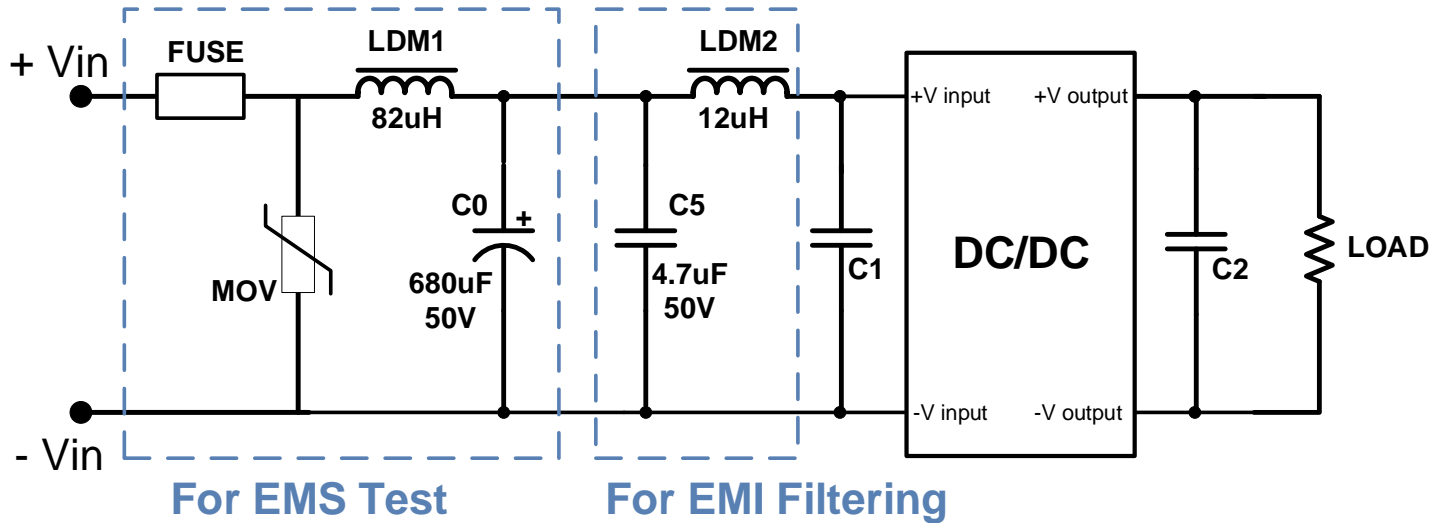 + Vin
FUSE
LDM1
82uH
LDM2
12uH
+V input
+V output
MOV
C0
+
680uF
50V
C5
4.7uF
50V
C1
DC/DC
C2
LOAD
-V input
-V output
- Vin
For EMS Test
For EMI Filtering